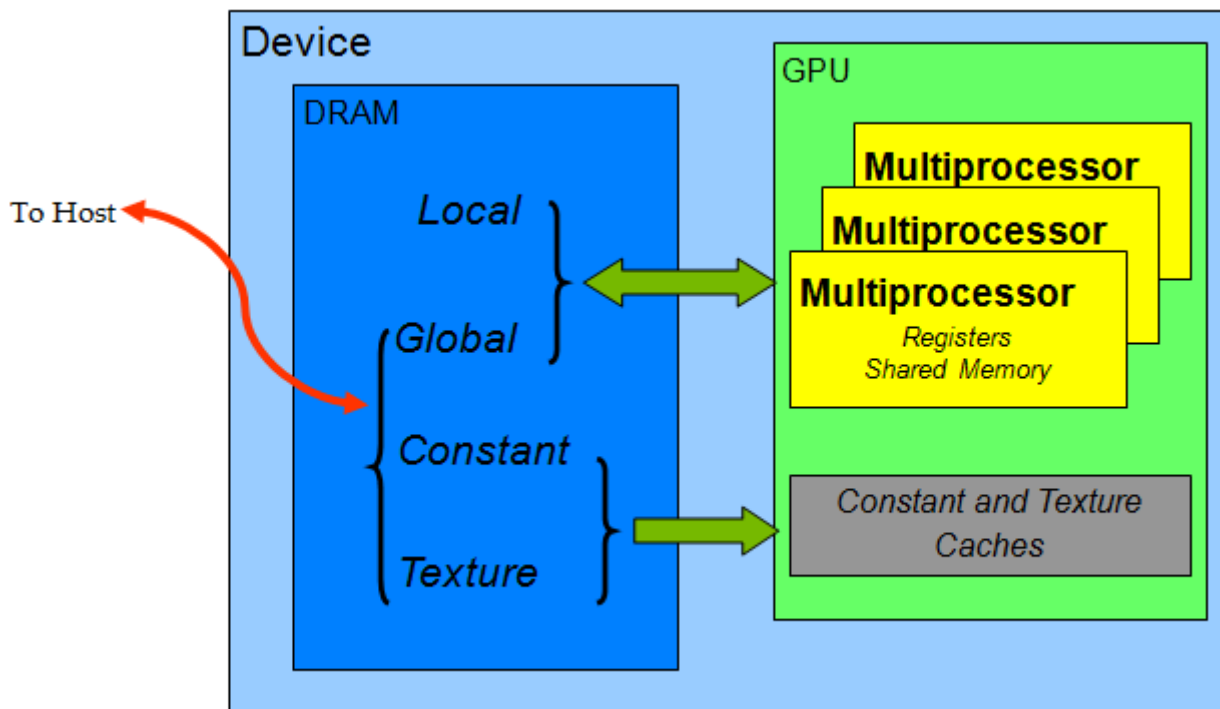 Device
DRAM
Local
Global
Constant
Texture
To Host
GPU
Multiprocessor
Multiprocessor
Multiprocessor
Registers
Shared Memory
Constant and Texture
Caches